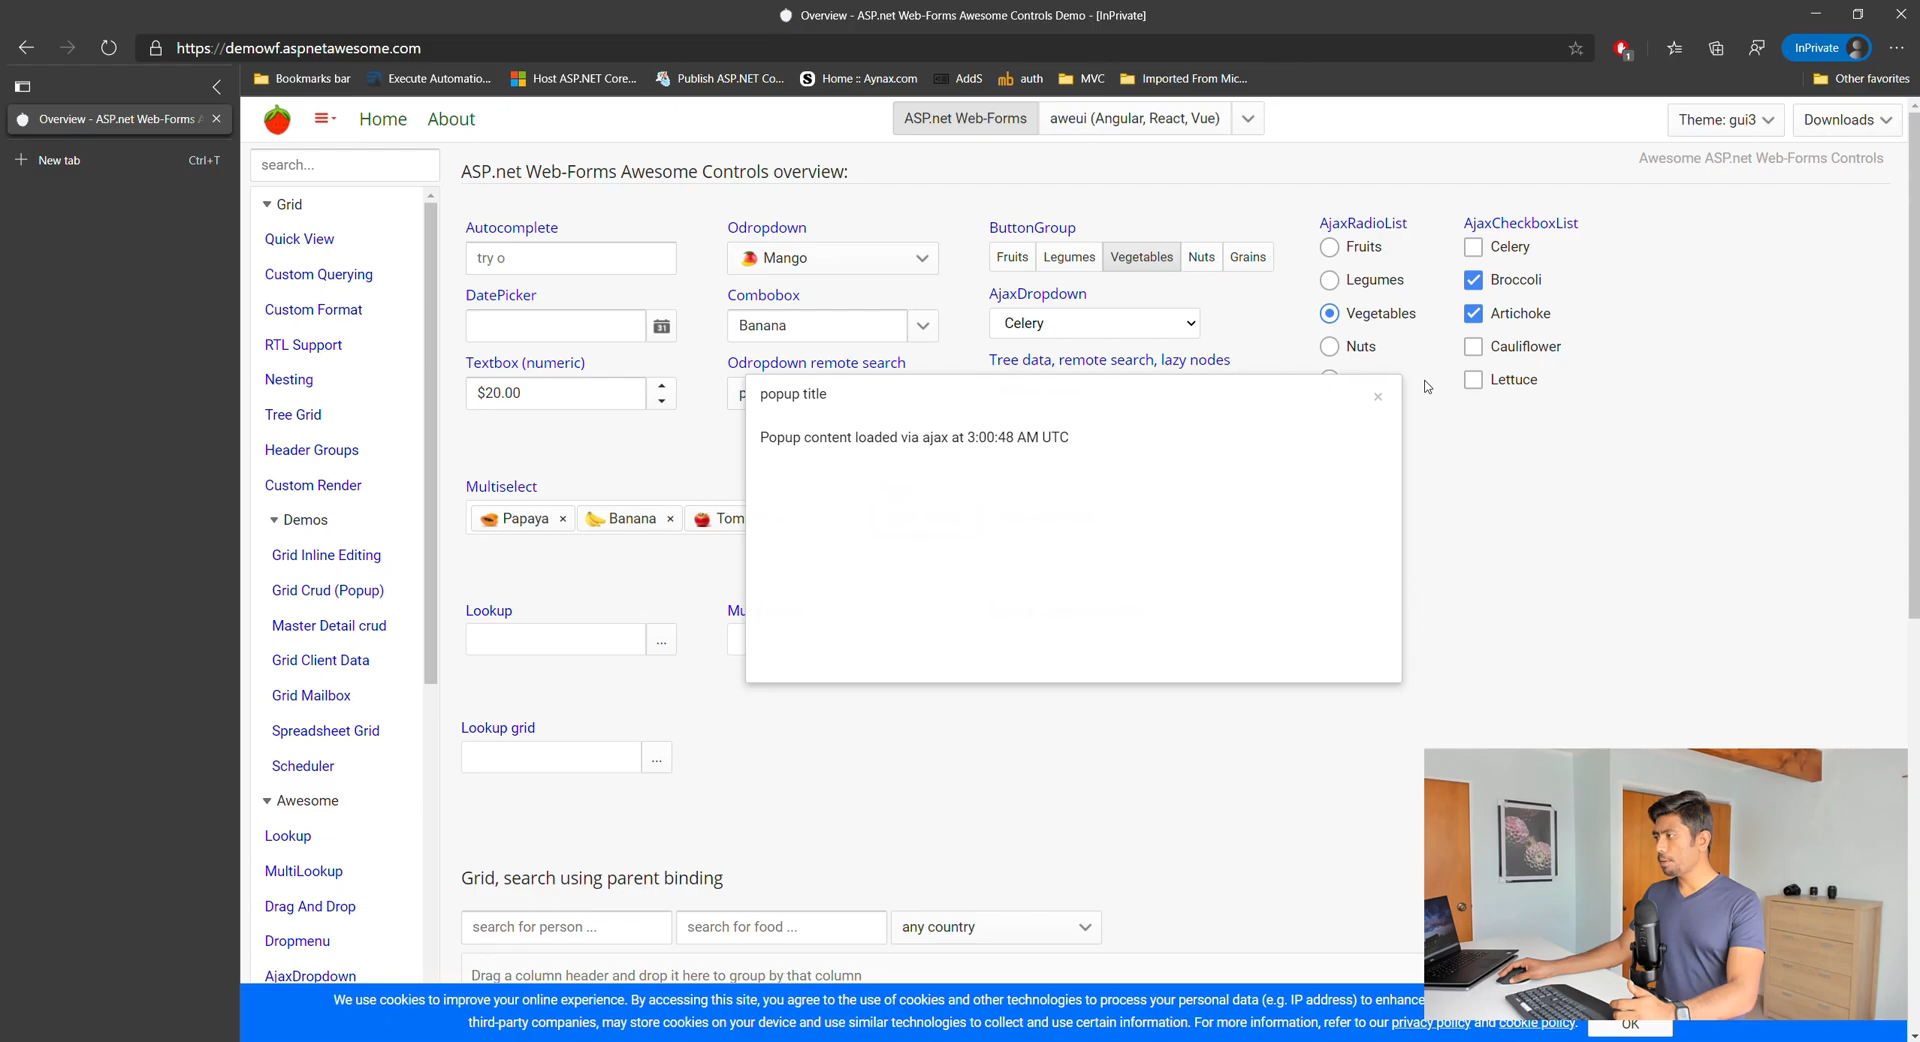 Overview - ASP.net Web-Forms Awesome Controls Demo - [InPrivate]
https://demowf.aspnetawesome.com
1
InPrivate
Bookmarks bar
Execute Automatio...
Host ASP.NET Core...
Publish ASP.NET Co...
Home :: Aynax.com
AddS
auth
MVC
Imported From Mic...
Other favorites
Overview - ASP.net Web-Forms
New tab
Ctrl+T
Home
About
ASP.net Web-Forms
aweui (Angular, React, Vue)
Theme: gui3
Downloads
search...
Grid
Quick View
Custom Querying
Custom Format
RTL Support
Nesting
Tree Grid
Header Groups
Custom Render
Demos
Grid Inline Editing
Grid Crud (Popup)
Master Detail crud
Grid Client Data
Grid Mailbox
Spreadsheet Grid
Scheduler
Awesome
Lookup
MultiLookup
Drag And Drop
Dropmenu
AjaxDropdown
Awesome ASP.net Web-Forms Controls
ASP.net Web-Forms Awesome Controls overview:
Autocomplete
try o
DatePicker
31
Textbox (numeric)
$20.00
Odropdown
Mango
Combobox
Banana
Odropdown remote search
p
ButtonGroup
Fruits
Legumes
Vegetables
Nuts
Grains
AjaxDropdown
Celery
Tree data, remote search, lazy nodes
AjaxRadioList
Fruits
Legumes
Vegetables
Nuts
AjaxCheckboxList
Celery
Broccoli
Artichoke
Cauliflower
Lettuce
popup title
×
Popup content loaded via ajax at 3:00:48 AM UTC
Multiselect
Papaya ×
Banana ×
Tom
Lookup
...
Mu
Lookup grid
...
Grid, search using parent binding
search for person ...
search for food ...
any country
Drag a column header and drop it here to group by that column
We use cookies to improve your online experience. By accessing this site, you agree to the use of cookies and other technologies to process your personal data (e.g. IP address) to enhance
third-party companies, may store cookies on your device and use similar technologies to collect and use certain information. For more information, refer to our privacy policy and cookie policy.
OK